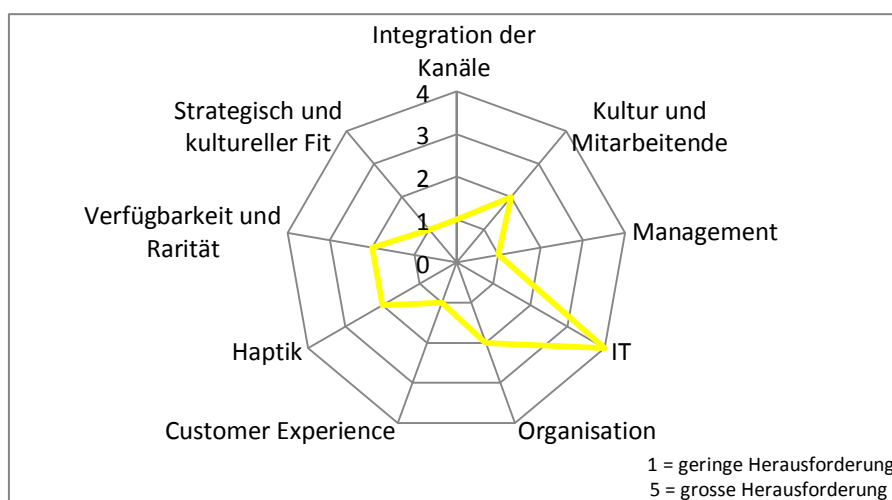 Integration der
Kanäle
Kultur und
Mitarbeitende
Management
IT
Organisation
Customer Experience
Haptik
Verfügbarkeit und
Rarität
Strategisch und
kultureller Fit
4
3
2
1
0
1 = geringe Herausforderung
5 = grosse Herausforderung